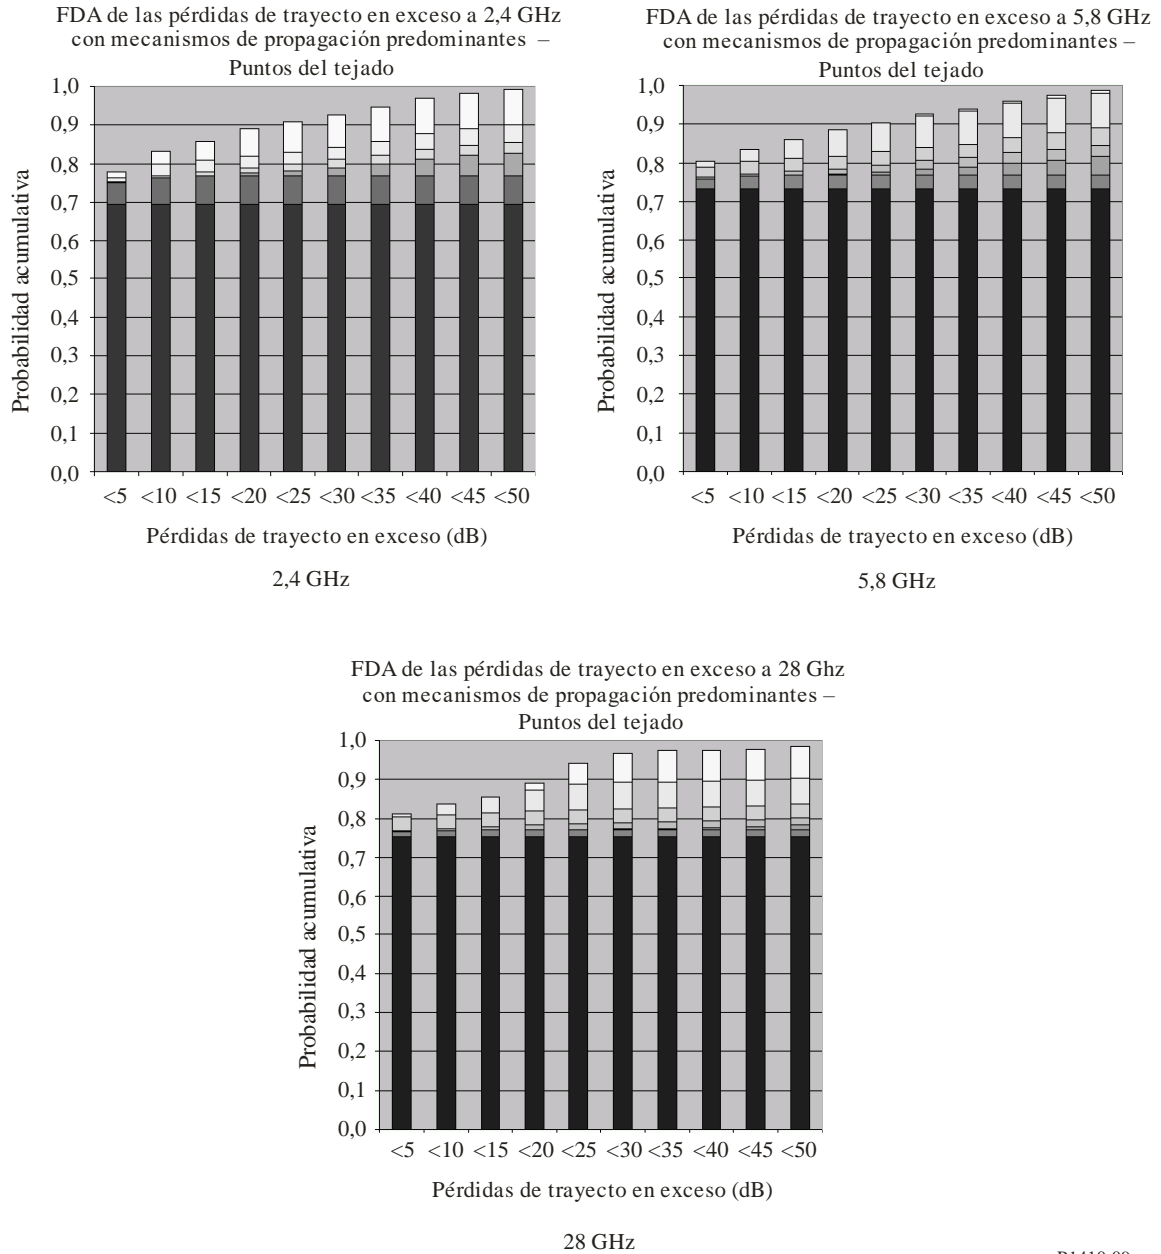 FDA de las pérdidas de trayecto en exceso a 2,4 GHz
con mecanismos de propagación predominantes –
Puntos del tejado
1,0
0,9
0,8
0,7
0,6
0,5
0,4
0,3
0,2
0,1
0,0
Probabilidad acumulativa
<5 <10 <15 <20 <25 <30 <35 <40 <45 <50
Pérdidas de trayecto en exceso (dB)
2,4 GHz
FDA de las pérdidas de trayecto en exceso a 5,8 GHz
con mecanismos de propagación predominantes –
Puntos del tejado
1,0
0,9
0,8
0,7
0,6
0,5
0,4
0,3
0,2
0,1
0,0
Probabilidad acumulativa
<5 <10 <15 <20 <25 <30 <35 <40 <45 <50
Pérdidas de trayecto en exceso (dB)
5,8 GHz
FDA de las pérdidas de trayecto en exceso a 28 Ghz
con mecanismos de propagación predominantes –
Puntos del tejado
1,0
0,9
0,8
0,7
0,6
0,5
0,4
0,3
0,2
0,1
0,0
Probabilidad acumulativa
<5 <10 <15 <20 <25 <30 <35 <40 <45 <50
Pérdidas de trayecto en exceso (dB)
28 GHz